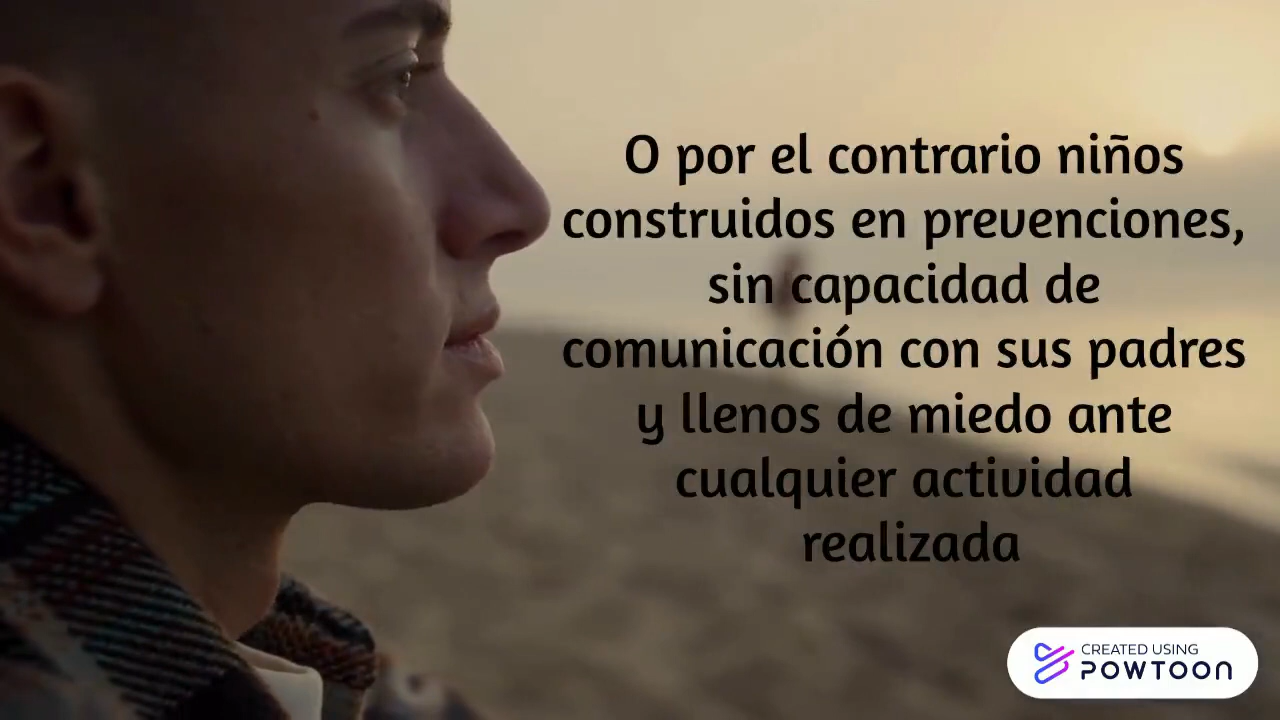 O por el contrario niños
construidos en prevenciones,
sin capacidad de
comunicación con sus padres
y llenos de miedo ante
cualquier actividad
realizada
CREATED USING
POWTOON